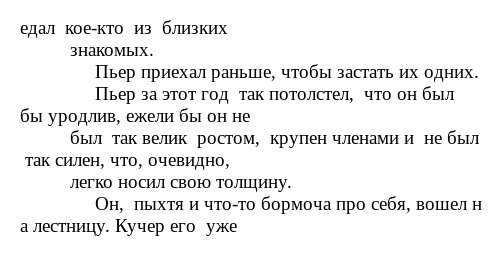 едал кое-кто из близких
знакомых.
Пьер приехал раньше, чтобы застать их одних.
Пьер за этот год так потолстел, что он был
бы уродлив, ежели бы он не
был так велик ростом, крупен членами и не был
так силен, что, очевидно,
легко носил свою толщину.
Он, пыхтя и что-то бормоча про себя, вошел н
а лестницу. Кучер его уже